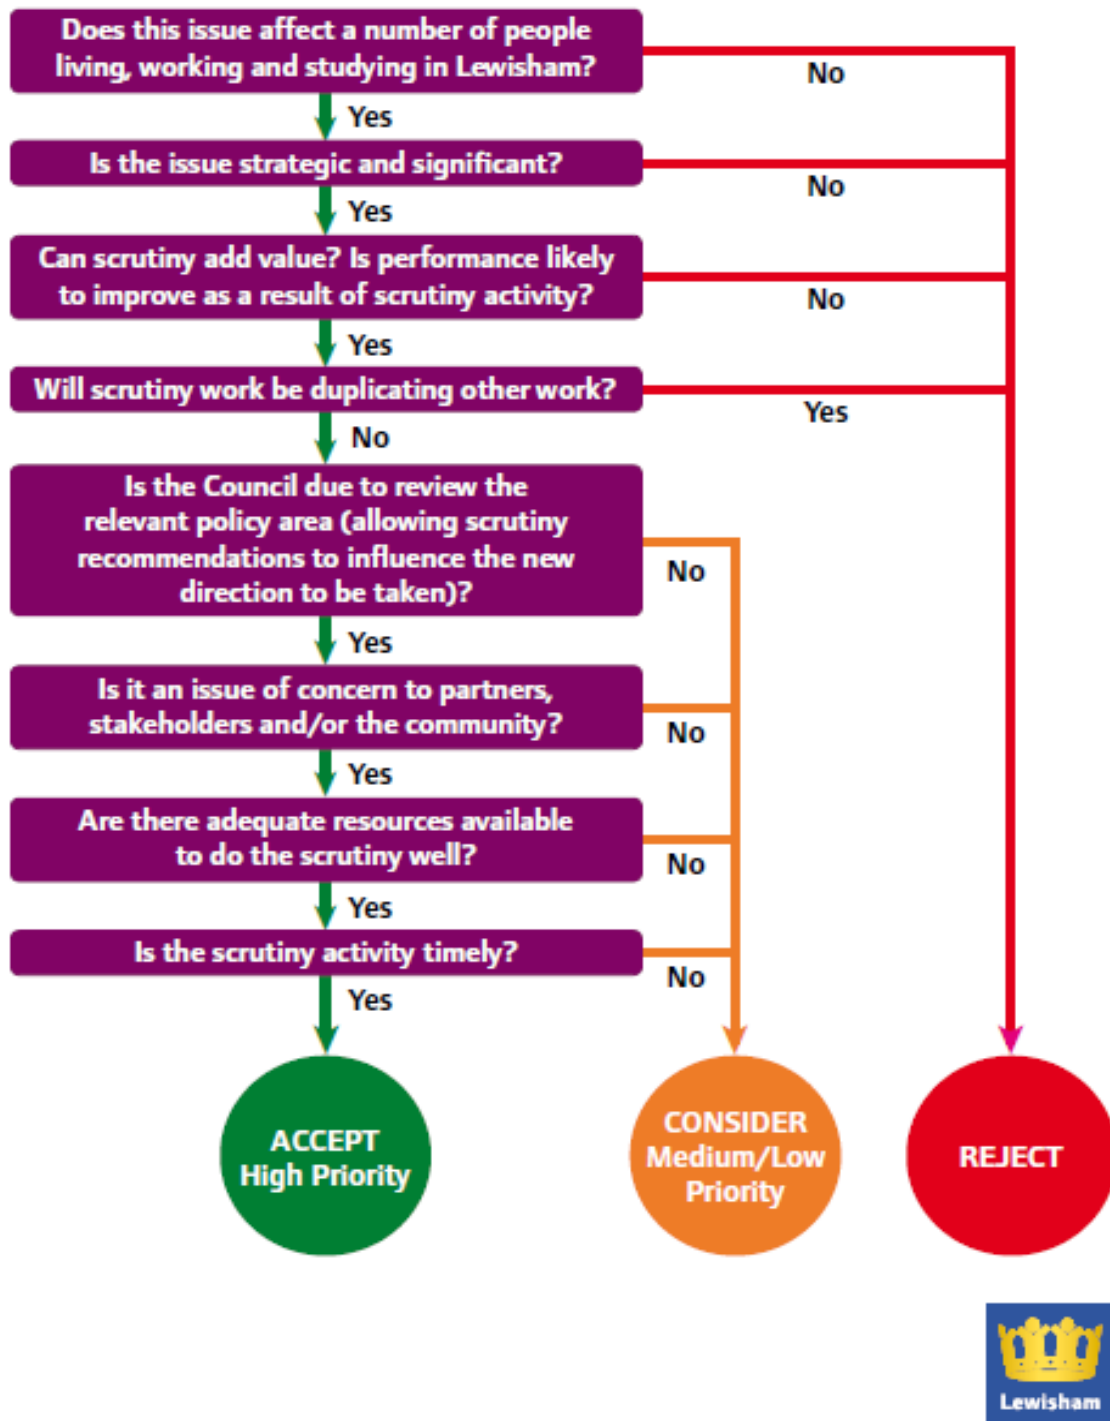 Does this issue affect a number of people
living, working and studying in Lewisham?
No
Yes
Is the issue strategic and significant?
No
Yes
Can scrutiny add value? Is performance likely
to improve as a result of scrutiny activity?
No
Yes
Will scrutiny work be duplicating other work?
Yes
No
Is the Council due to review the
relevant policy area (allowing scrutiny
recommendations to influence the new
direction to be taken)?
No
Yes
Is it an issue of concern to partners,
stakeholders and/or the community?
No
Yes
Are there adequate resources available
to do the scrutiny well?
No
Yes
Is the scrutiny activity timely?
No
Yes
ACCEPT
High Priority
CONSIDER
Medium/Low
Priority
REJECT
Lewisham